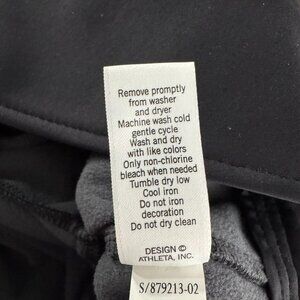 Remove promptly
from washer
and dryer
Machine wash cold
gentle cycle
Wash and dry
with like colors
Only non-chlorine
bleach when needed
Tumble dry low
Cool iron
Do not iron
decoration
Do not dry clean
DESIGN ©
ATHLETA, INC.
S/879213-02